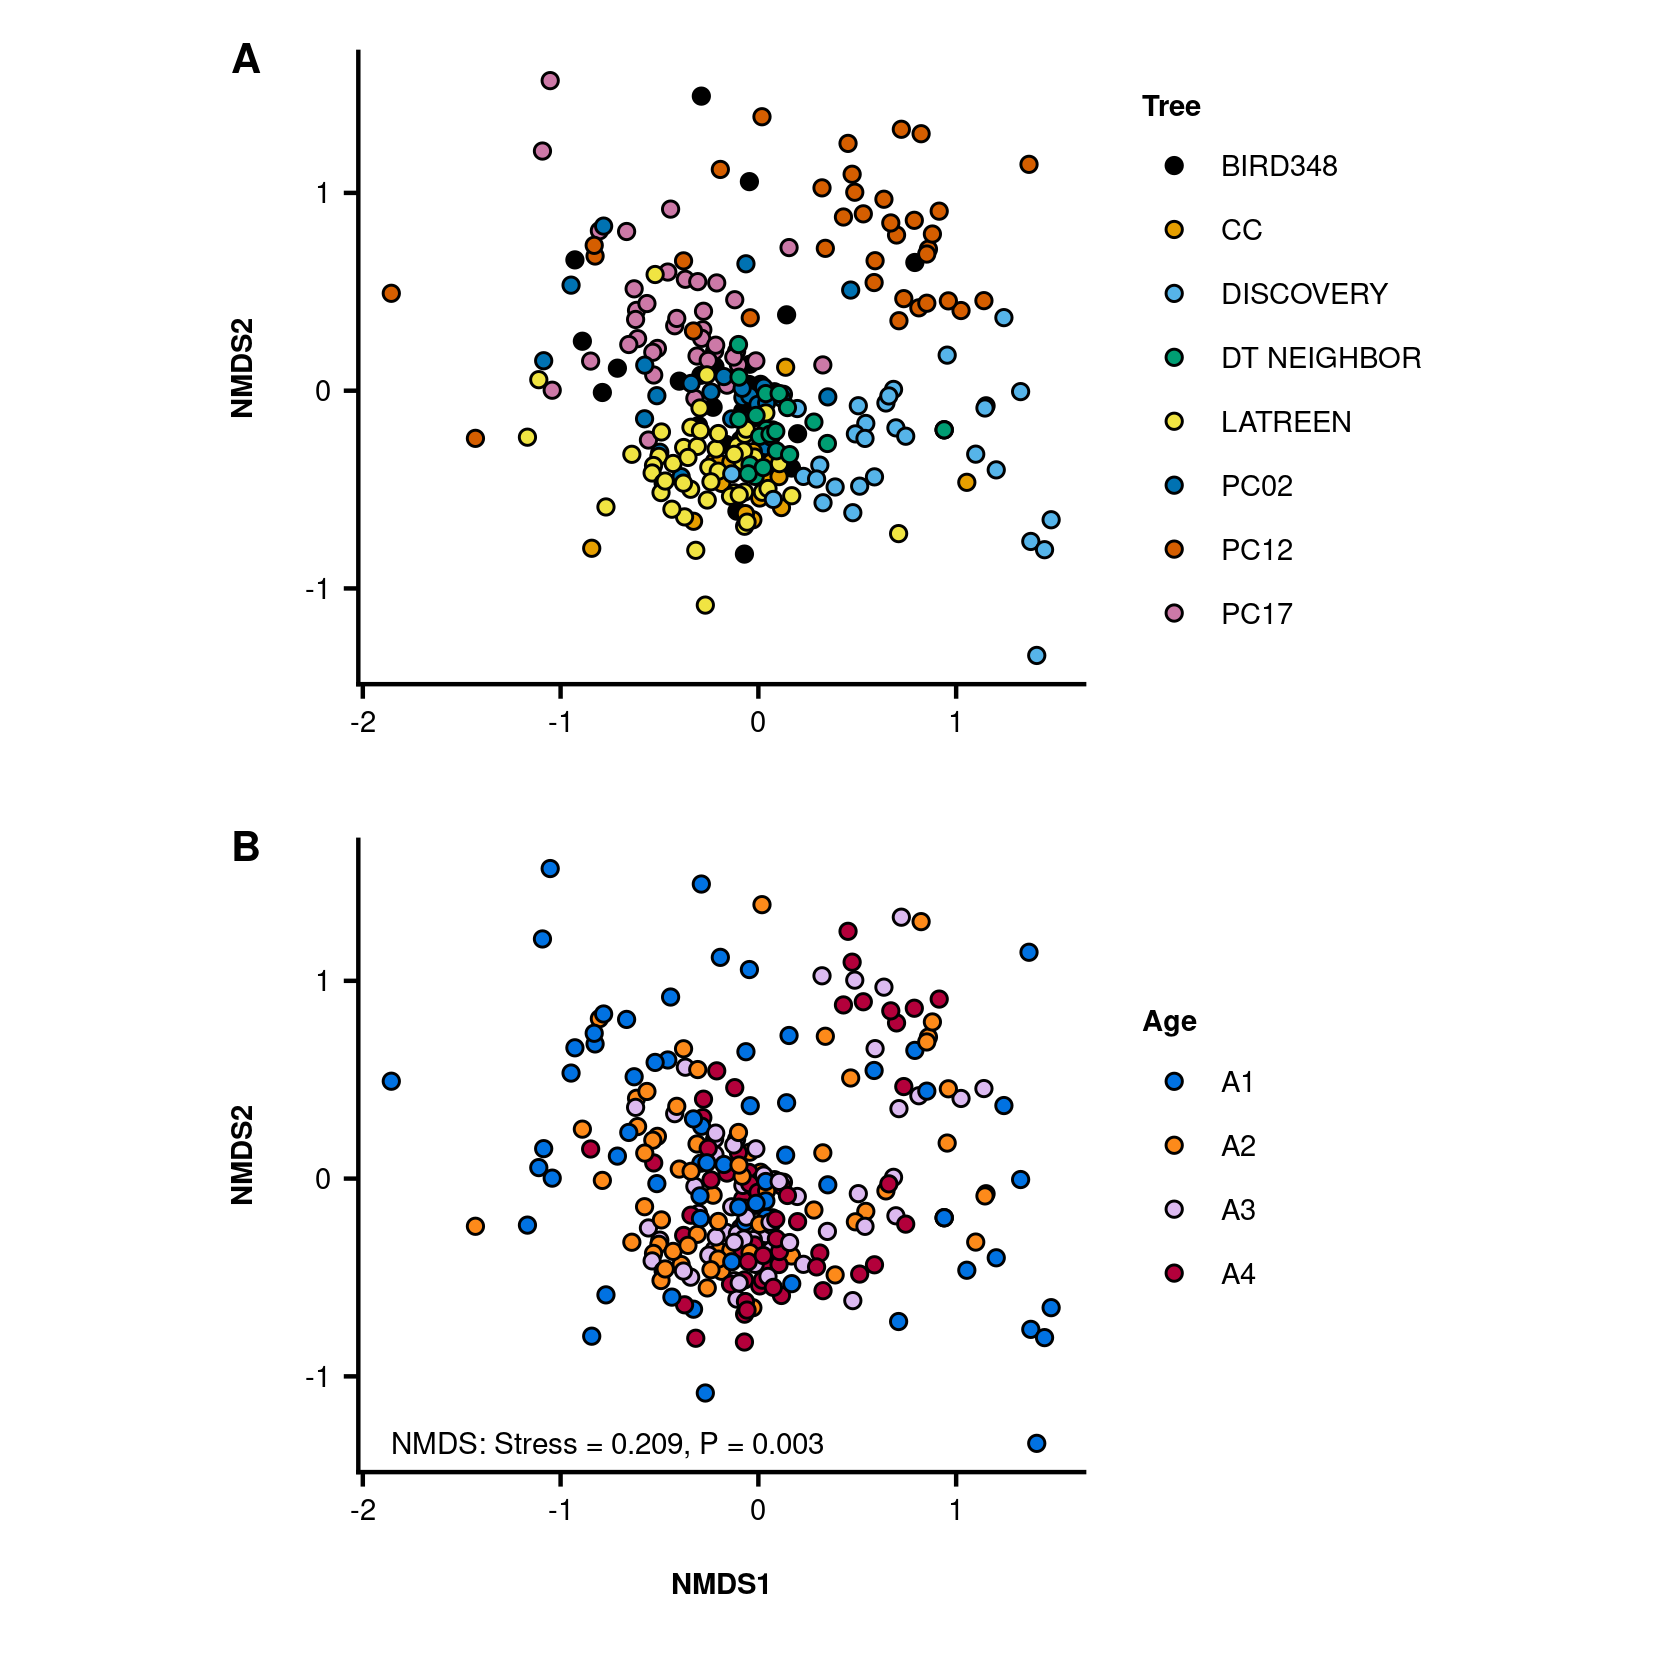 A
Tree
BIRD348
CC
DISCOVERY
DT NEIGHBOR
LATREEN
PC02
PC12
PC17
NMDS2
1
0
-1
-2
-1
0
1
B
Age
A1
A2
A3
A4
NMDS2
1
0
-1
NMDS: Stress = 0.209, P = 0.003
-2
-1
0
1
NMDS1